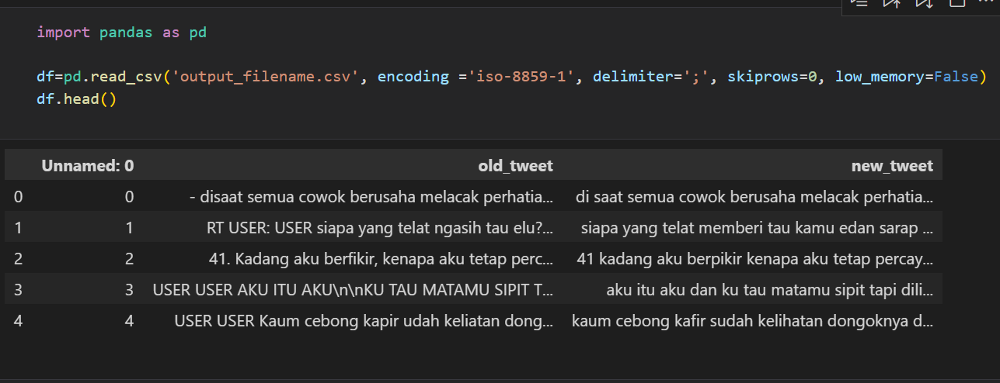 import pandas as pd
df=pd.read_csv('output_filename.csv', encoding ='iso-8859-1', delimiter=';', skiprows=0, low_memory=False)
df.head()
Unnamed: 0 old_tweet new_tweet
0 0 - disaat semua cowok berusaha melacak perhatia... di saat semua cowok berusaha melacak perhatia...
1 1 RT USER: USER siapa yang telat ngasih tau elu?... siapa yang telat memberi tau kamu edan sarap ...
2 2 41. Kadang aku berfikir, kenapa aku tetap perc... 41 kadang aku berpikir kenapa aku tetap percay...
3 3 USER USER AKU ITU AKU\n\nKU TAU MATAMU SIPIT T... aku itu aku dan ku tau matamu sipit tapi dili...
4 4 USER USER Kaum cebong kapir udah keliatan dong... kaum cebong kafir sudah kelihatan dongoknya d...